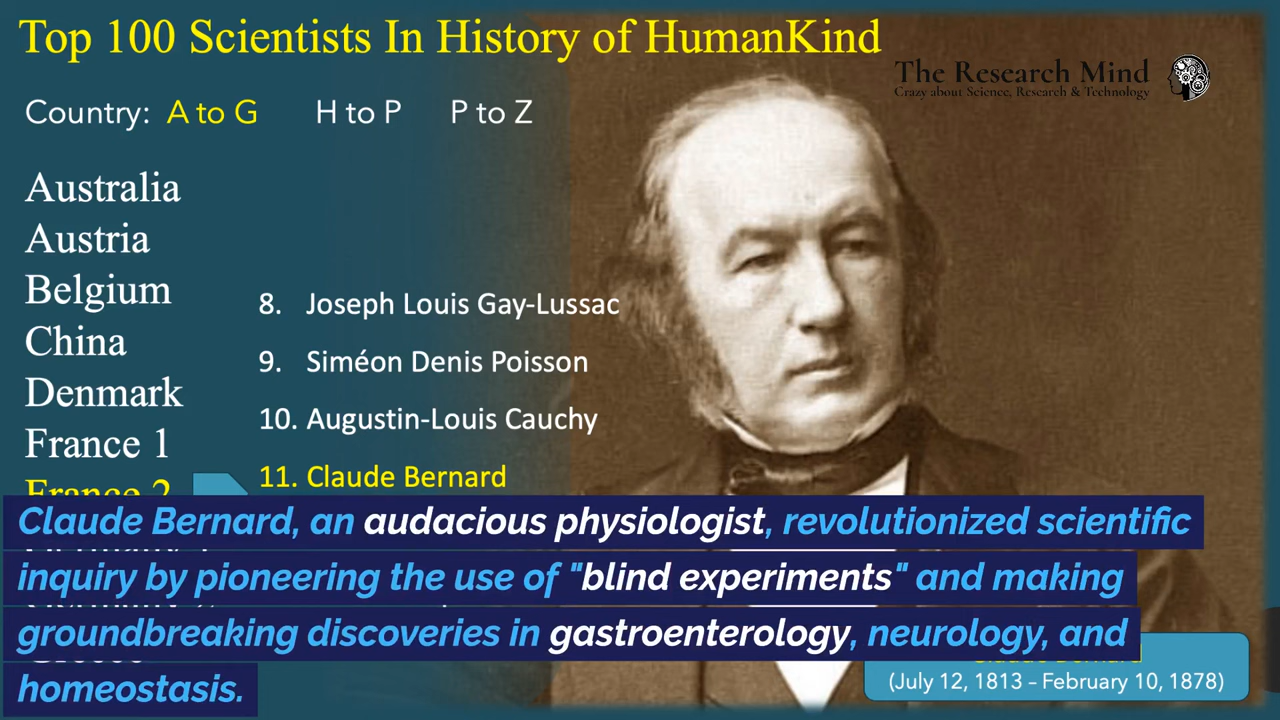 Top 100 Scientists In History of HumanKind
The Research Mind
Crazy about Science, Research & Technology
Country: A to G H to P P to Z
Australia
Austria
Belgium
China
Denmark
France 1
France 2
8. Joseph Louis Gay-Lussac
9. Siméon Denis Poisson
10. Augustin-Louis Cauchy
11. Claude Bernard
Claude Bernard, an audacious physiologist, revolutionized scientific
inquiry by pioneering the use of "blind experiments" and making
groundbreaking discoveries in gastroenterology, neurology, and
homeostasis.
(July 12, 1813 – February 10, 1878)